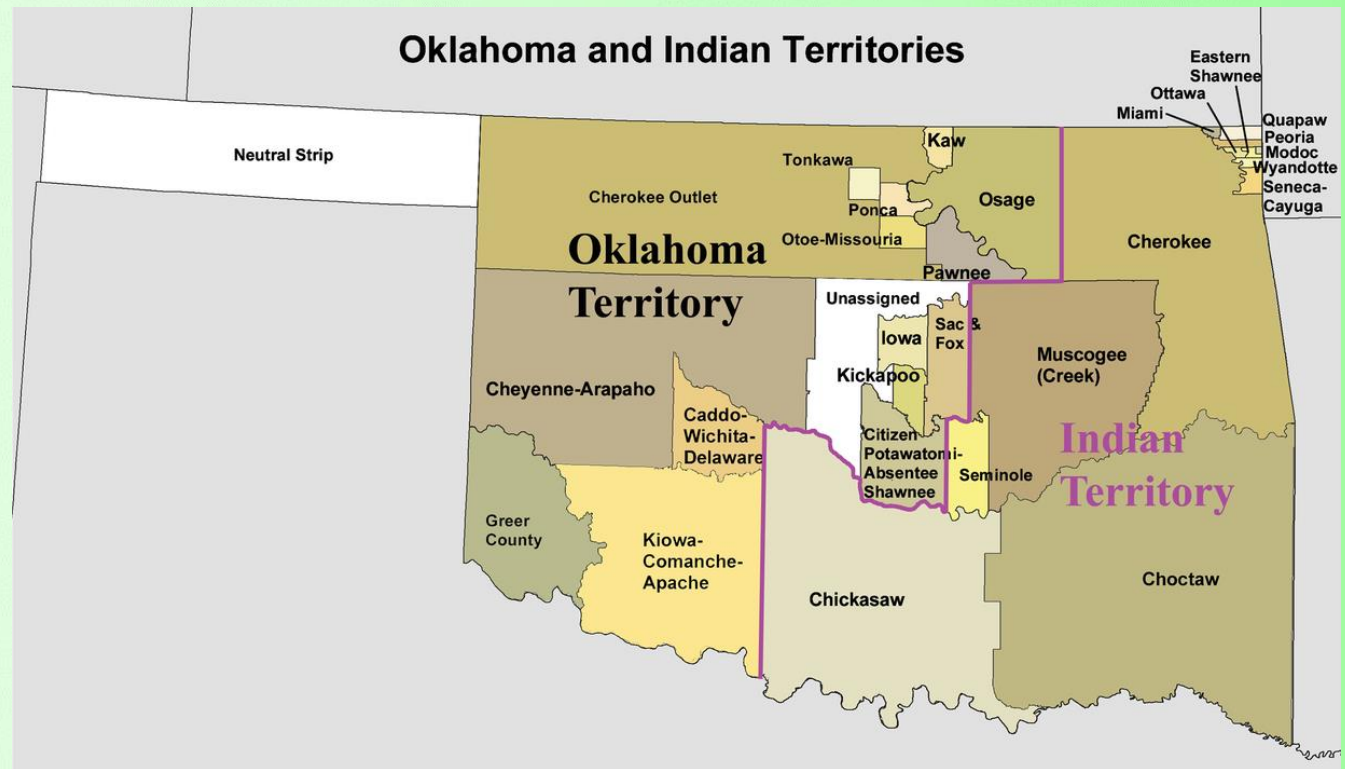 Oklahoma and Indian Territories
Eastern
Shawnee
Ottawa
Miami
Quapaw
Peoria
Modoc
Wyandotte
Seneca-
Cayuga
Neutral Strip
Kaw
Tonkawa
Cherokee Outlet
Osage
Ponca
Otoe-Missouria
Cherokee
Oklahoma
Territory
Pawnee
Unassigned
Sac &
Fox
Iowa
Muscogee
(Creek)
Kickapoo
Cheyenne-Arapaho
Caddo-
Wichita-
Delaware
Citizen
Potawatomi-
Absentee
Shawnee
Seminole
Indian
Territory
Greer
County
Kiowa-
Comanche-
Apache
Chickasaw
Choctaw